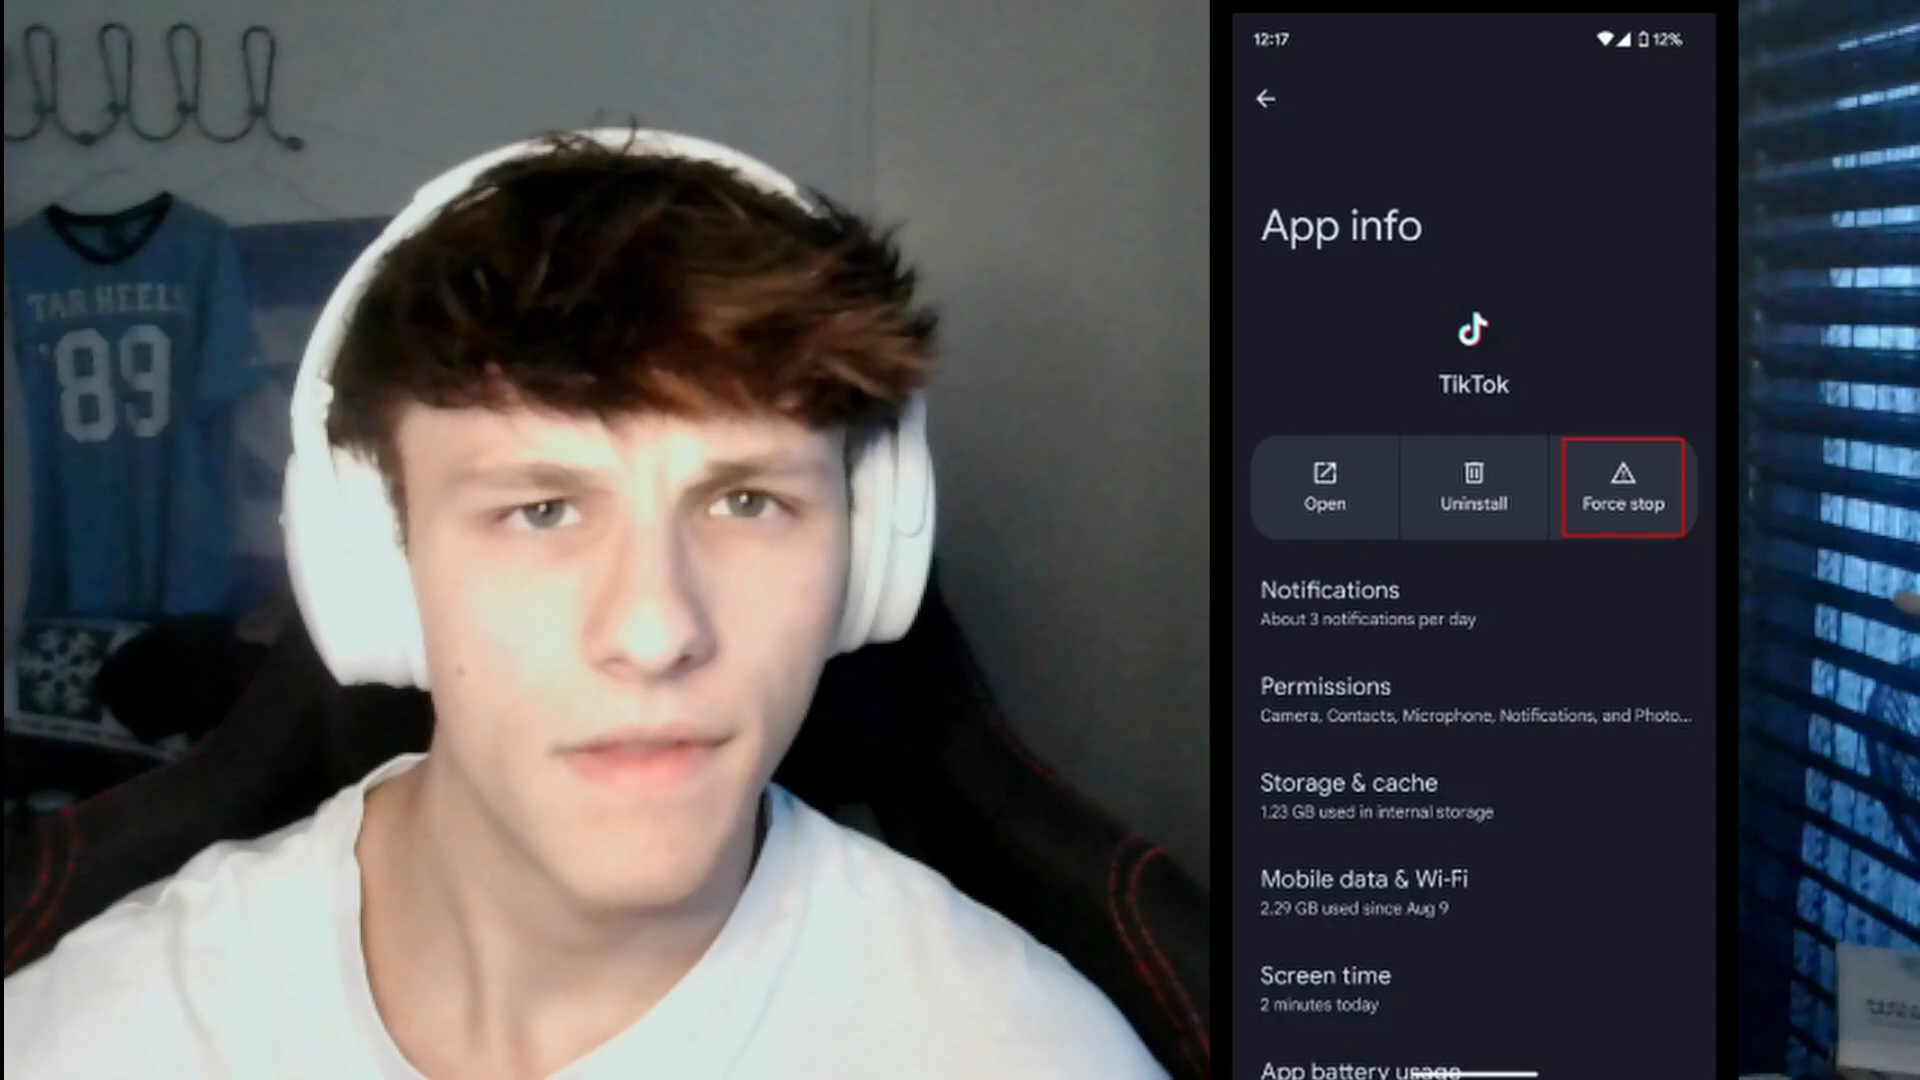 TAR HEELS
89
12:17
12%
App info
TikTok
Open
Uninstall
Force stop
Notifications
About 3 notifications per day
Permissions
Camera, Contacts, Microphone, Notifications, and Photo...
Storage & cache
1.23 GB used in internal storage
Mobile data & Wi-Fi
2.29 GB used since Aug 9
Screen time
2 minutes today
App battery usage